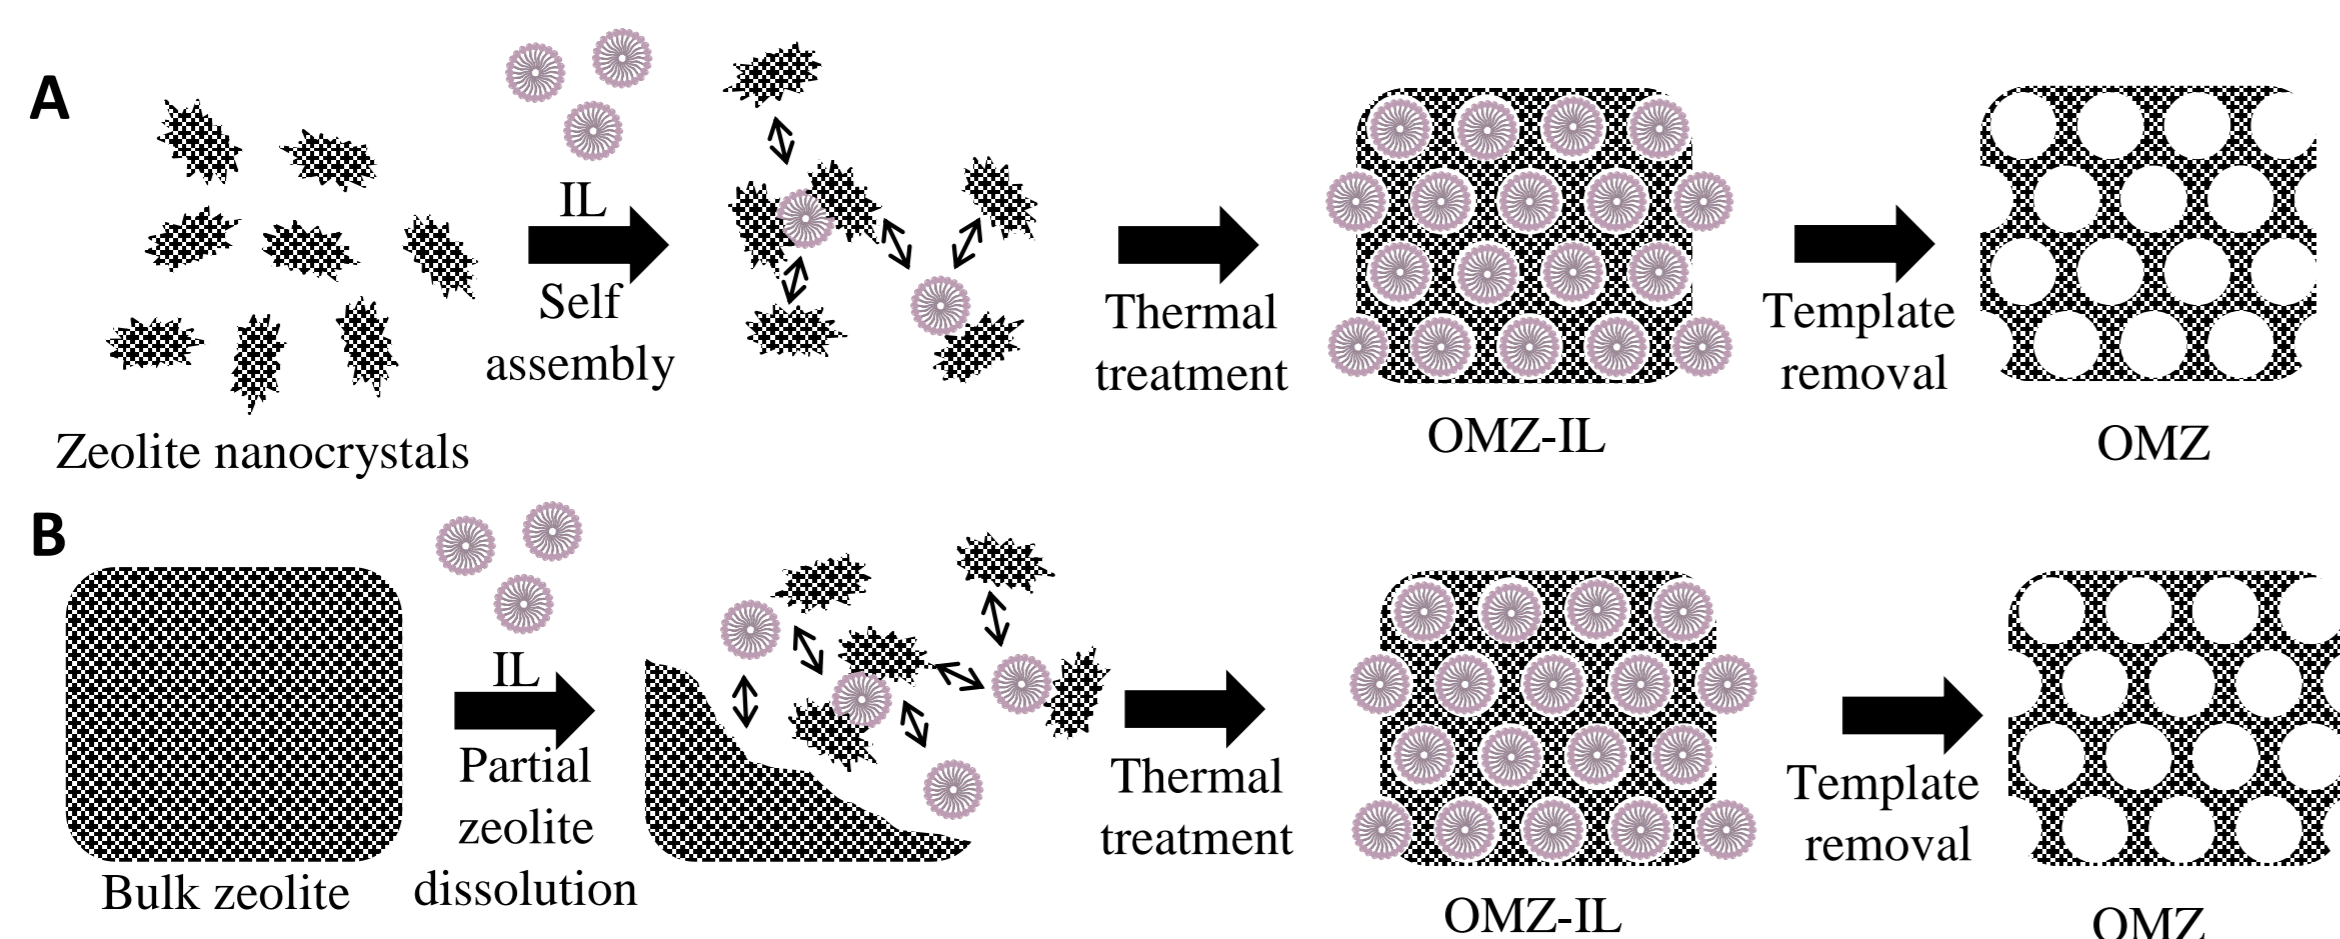 A
IL
Self
assembly
Thermal
treatment
Template
removal
Zeolite nanocrystals
OMZ-IL
OMZ
B
IL
Partial
zeolite
dissolution
Thermal
treatment
Template
removal
Bulk zeolite
OMZ-IL
OMZ